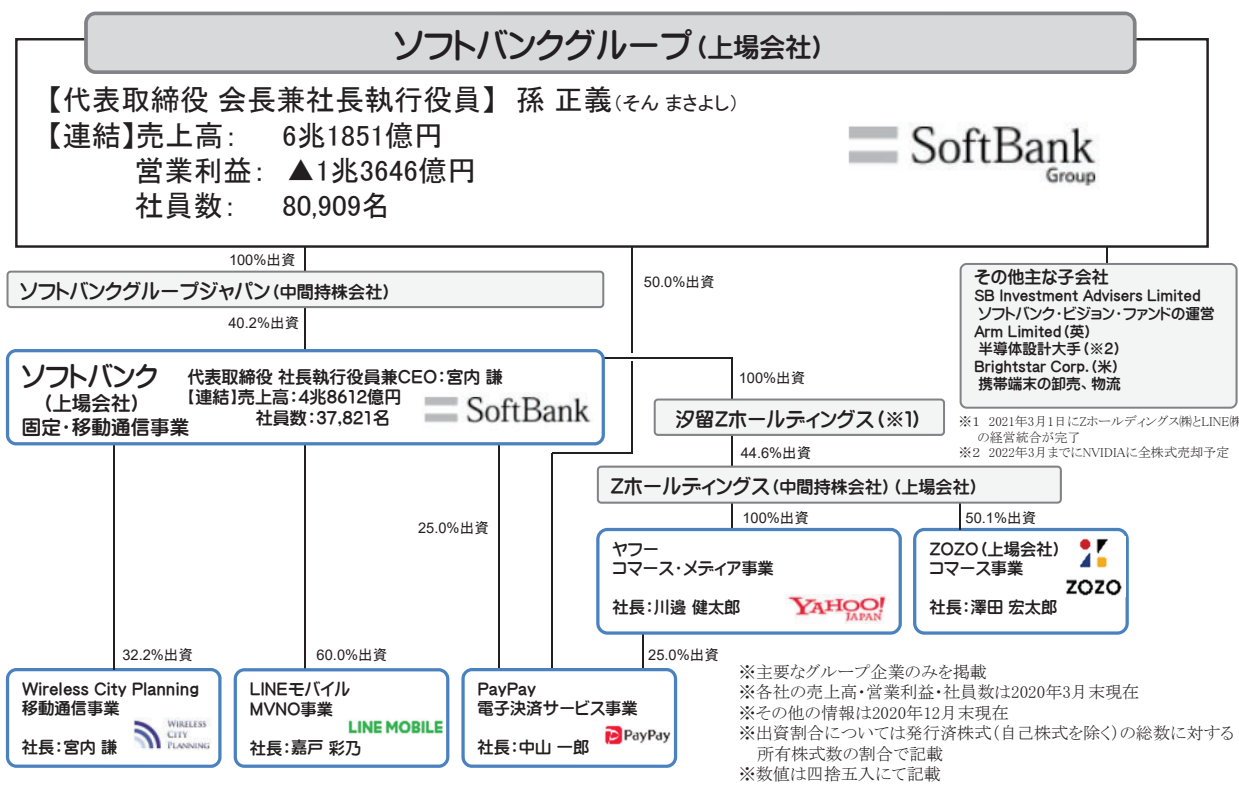 ソフトバンクグループ(上場会社)
【代表取締役 会長兼社長執行役員】 孫 正義(そん まさよし)
【連結】売上高： 6兆1851億円
営業利益： ▲1兆3646億円
社員数： 80,909名
SoftBank
Group
100%出資
50.0%出資
ソフトバンクグループジャパン(中間持株会社)
40.2%出資
その他主な子会社
SB Investment Advisers Limited
ソフトバンク・ビジョン・ファンドの運営
Arm Limited(英)
半導体設計大手(※2)
Brightstar Corp.(米)
携帯端末の卸売、物流
ソフトバンク
(上場会社)
固定・移動通信事業
代表取締役 社長執行役員兼CEO：宮内 謙
【連結】売上高：4兆8612億円
社員数：37,821名
SoftBank
100%出資
汐留Zホールディングス(※1)
※1 2021年3月1日にZホールディングス㈱とLINE㈱
の経営統合が完了
※2 2022年3月までにNVIDIAに全株式売却予定
44.6%出資
Zホールディングス(中間持株会社)(上場会社)
100%出資
50.1%出資
25.0%出資
ヤフー
コマース・メディア事業
社長：川邊 健太郎
YAHOO!
JAPAN
ZOZO(上場会社)
コマース事業
社長：澤田 宏太郎
ZOZO
32.2%出資
60.0%出資
25.0%出資
Wireless City Planning
移動通信事業
社長：宮内 謙
WIRELESS
CITY
PLANNING
LINEモバイル
MVNO事業
LINE MOBILE
社長：嘉戸 彩乃
PayPay
電子決済サービス事業
社長：中山 一郎
PayPay
※主要なグループ企業のみを掲載
※各社の売上高・営業利益・社員数は2020年3月末現在
※その他の情報は2020年12月末現在
※出資割合については発行済株式(自己株式を除く)の総数に対する
所有株式数の割合で記載
※数値は四捨五入にて記載